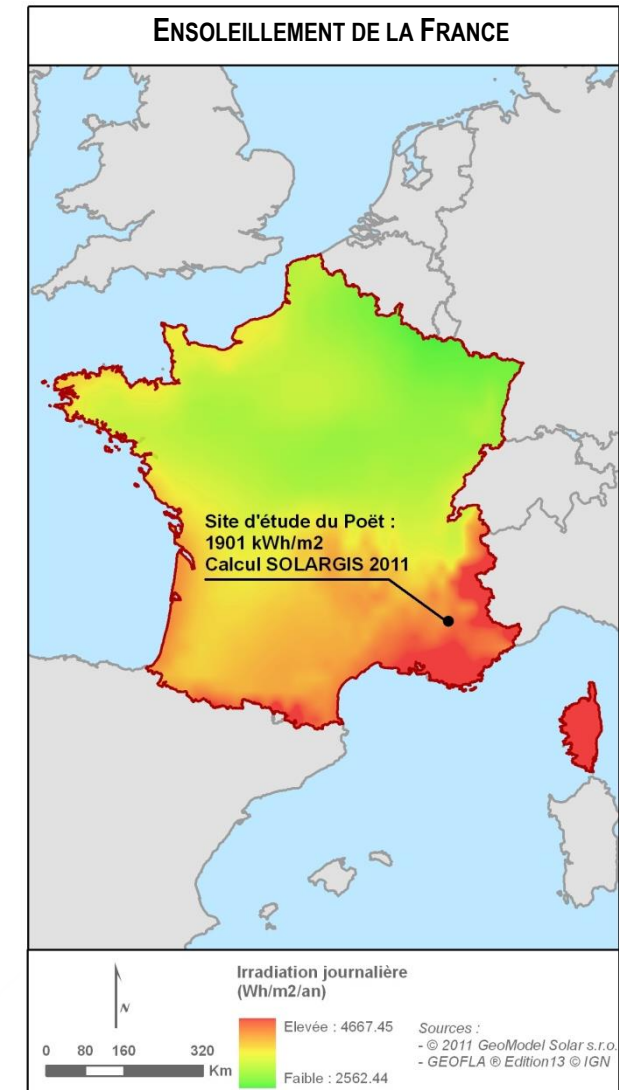 ENSOLEILLEMENT DE LA FRANCE
Site d'étude du Poët :
1901 kWh/m2
Calcul SOLARGIS 2011
N
0 80 160 320
Km
Irradiation journalière
(Wh/m2/an)
Elevée : 4667.45
Faible : 2562.44
Sources :
- © 2011 GeoModel Solar s.r.o.
- GEOFLA ® Edition13 © IGN